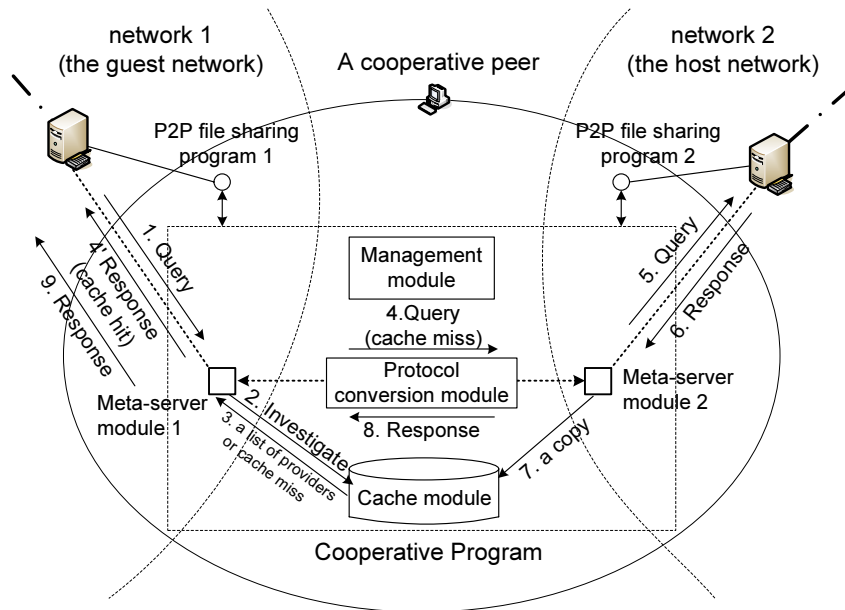 network 1
(the guest network)
A cooperative peer
network 2
(the host network)
P2P file sharing
program 1
P2P file sharing
program 2
1. Query
4' Response
(cache hit)
9. Response
Management
module
4.Query
(cache miss)
5. Query
6. Response
Protocol
conversion module
Meta-server
module 1
Meta-server
module 2
2. Investigate
3. a list of providers
or cache miss
8. Response
7. a copy
Cache module
Cooperative Program